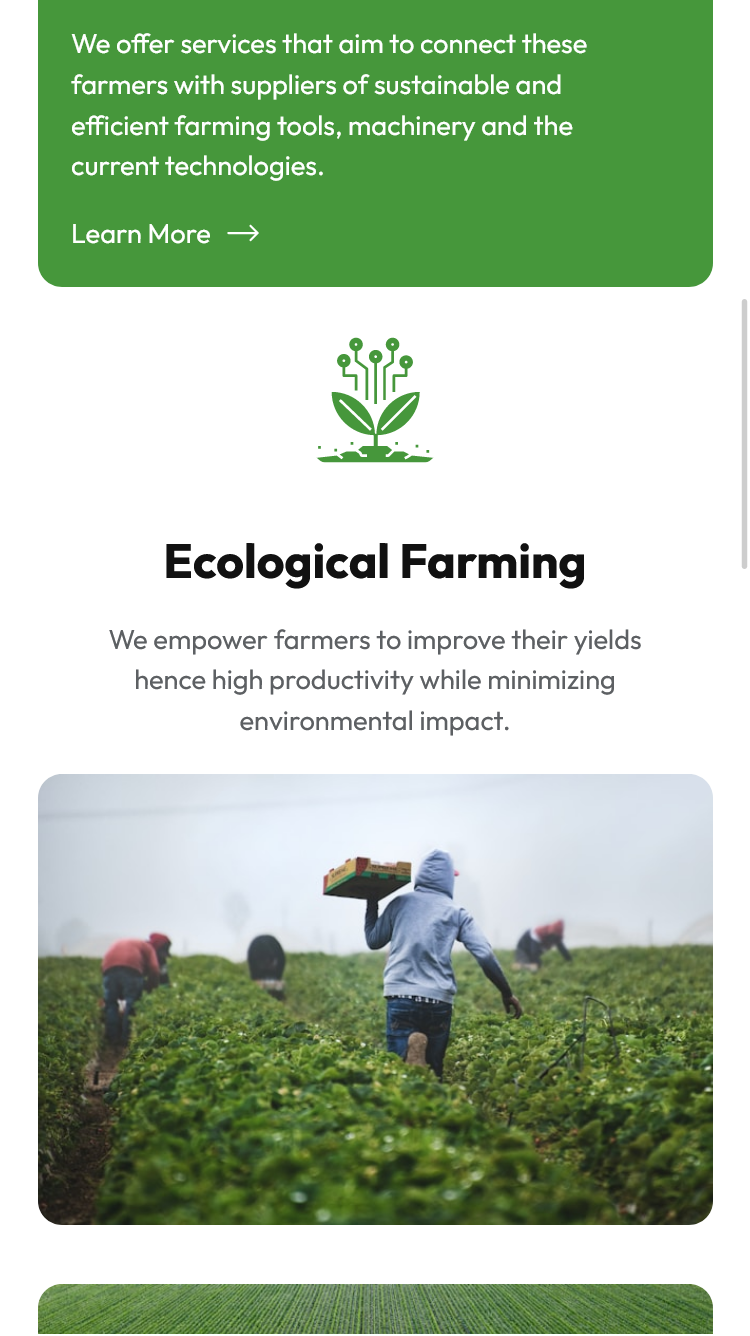 We offer services that aim to connect these
farmers with suppliers of sustainable and
efficient farming tools, machinery and the
current technologies.
Learn More
Ecological Farming
We empower farmers to improve their yields
hence high productivity while minimizing
environmental impact.